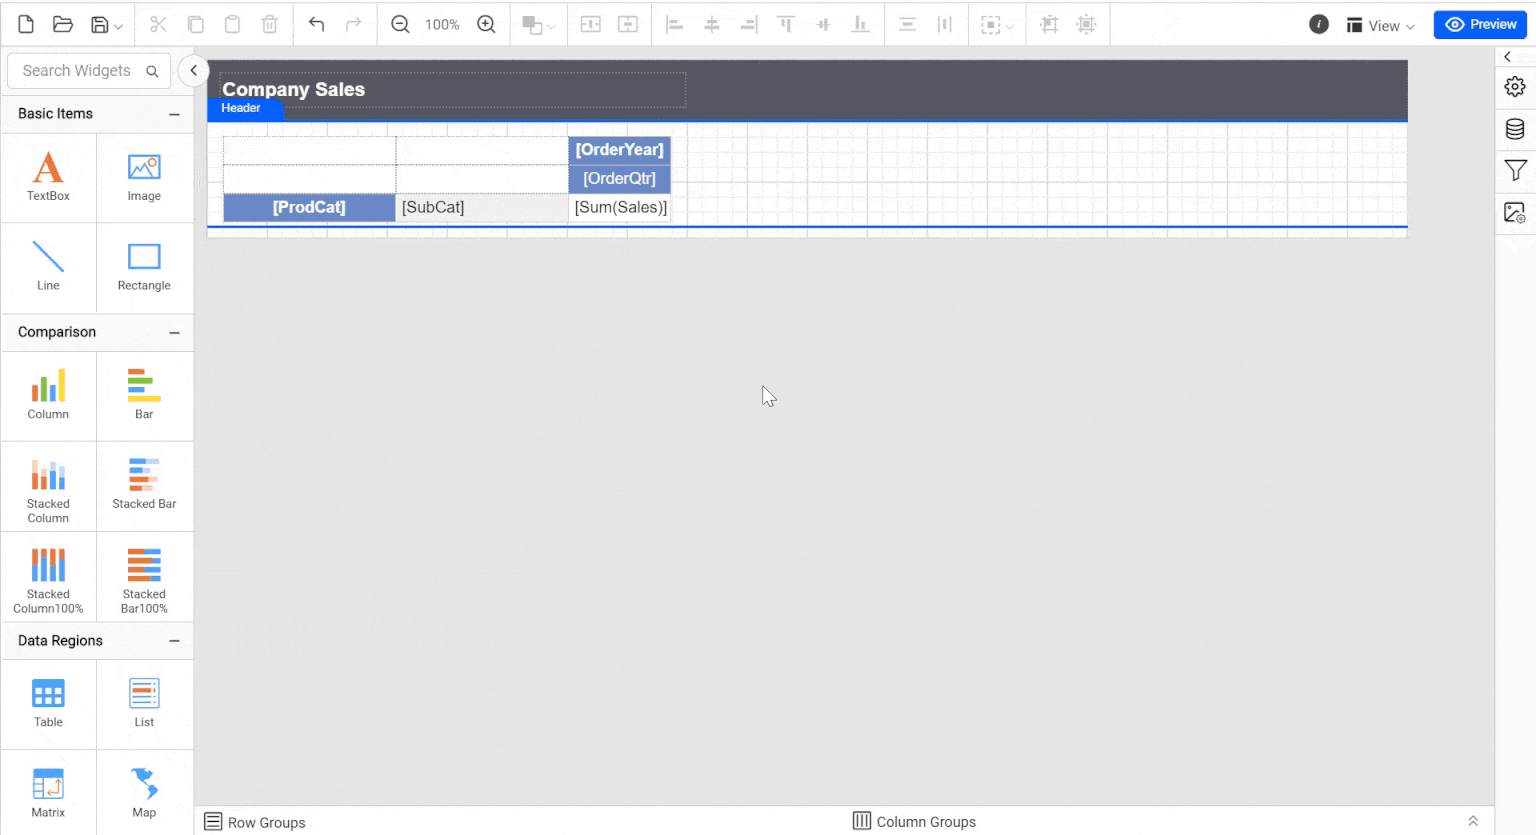 100%
i
View
Preview
Search Widgets
Basic Items
TextBox
Image
Line
Rectangle
Comparison
Column
Bar
Stacked
Column
Stacked Bar
Stacked
Column100%
Stacked
Bar100%
Data Regions
Table
List
Matrix
Map
Company Sales
Header
[OrderYear]
[OrderQtr]
[ProdCat] [SubCat] [Sum(Sales)]
Row Groups
Column Groups